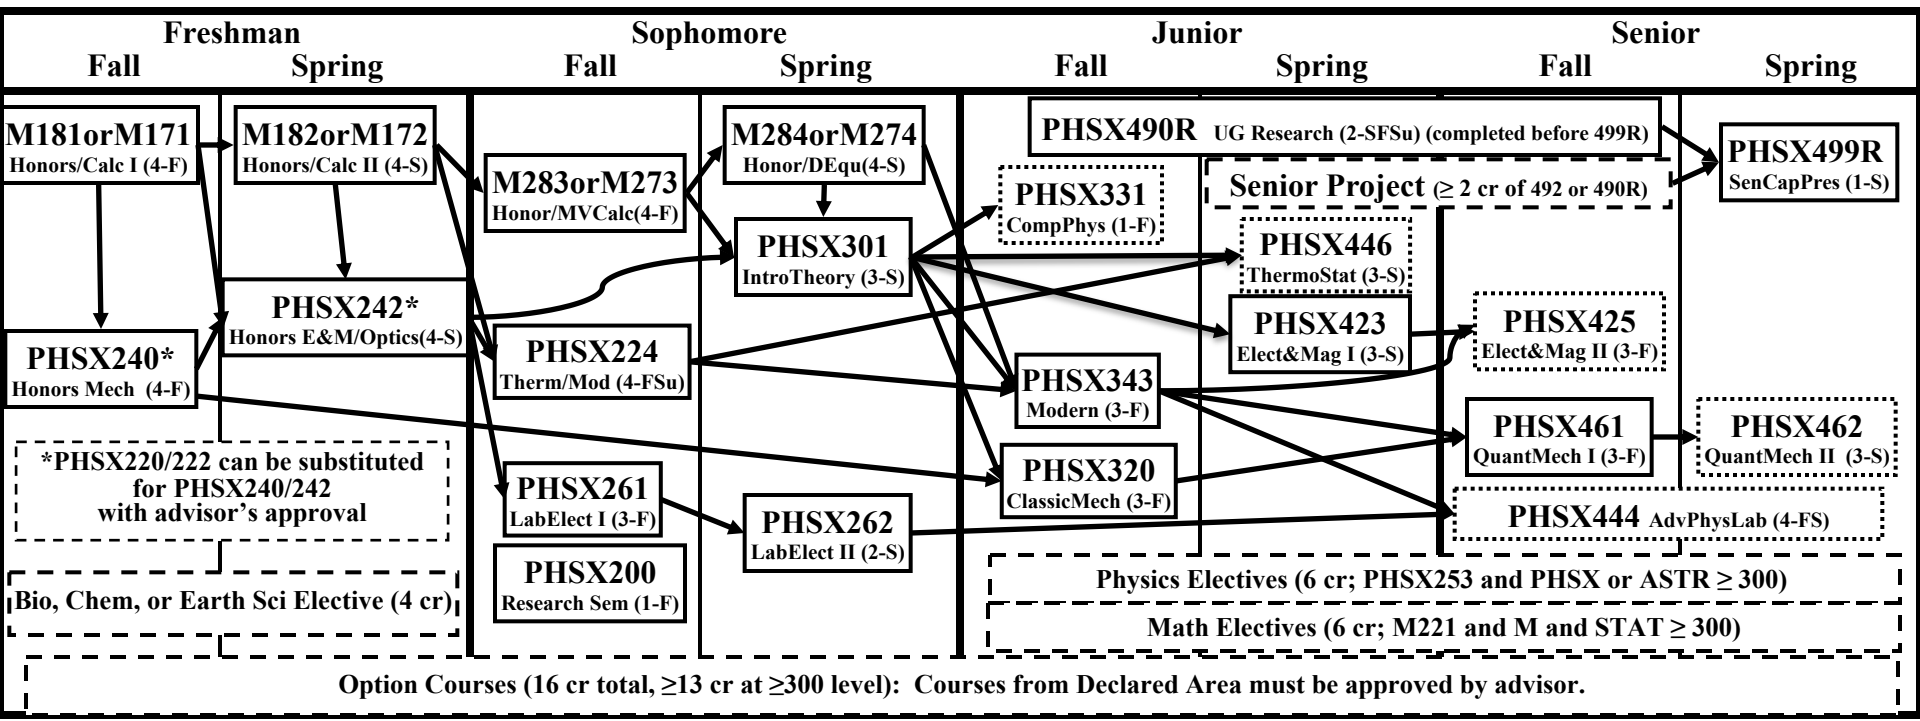 Freshman
Sophomore
Junior
Senior
Fall
Spring
Fall
Spring
Fall
Spring
Fall
Spring
M181orM171
Honors/Calc I (4-F)
PHSX240*
Honors Mech (4-F)
M182orM172
Honors/Calc II (4-S)
PHSX242*
Honors E&M/Optics(4-S)
*PHSX220/222 can be substituted
for PHSX240/242
with advisor's approval
Bio, Chem, or Earth Sci Elective (4 cr)
M283orM273
Honor/MVCalc(4-F)
PHSX224
Therm/Mod (4-FSu)
PHSX261
LabElect I (3-F)
PHSX200
Research Sem (1-F)
M284orM274
Honor/DEqu(4-S)
PHSX301
IntroTheory (3-S)
PHSX262
LabElect II (2-S)
PHSX490R UG Research (2-SFSu) (completed before 499R)
Senior Project (≥ 2 cr of 492 or 490R)
PHSX499R
SenCapPres (1-S)
PHSX331
CompPhys (1-F)
PHSX343
Modern (3-F)
PHSX320
ClassicMech (3-F)
PHSX446
ThermoStat (3-S)
PHSX423
Elect&Mag I (3-S)
PHSX425
Elect&Mag II (3-F)
PHSX461
QuantMech I (3-F)
PHSX462
QuantMech II (3-S)
PHSX444 AdvPhysLab (4-FS)
Physics Electives (6 cr; PHSX253 and PHSX or ASTR ≥ 300)
Math Electives (6 cr; M221 and M and STAT ≥ 300)
Option Courses (16 cr total, ≥13 cr at ≥300 level): Courses from Declared Area must be approved by advisor.